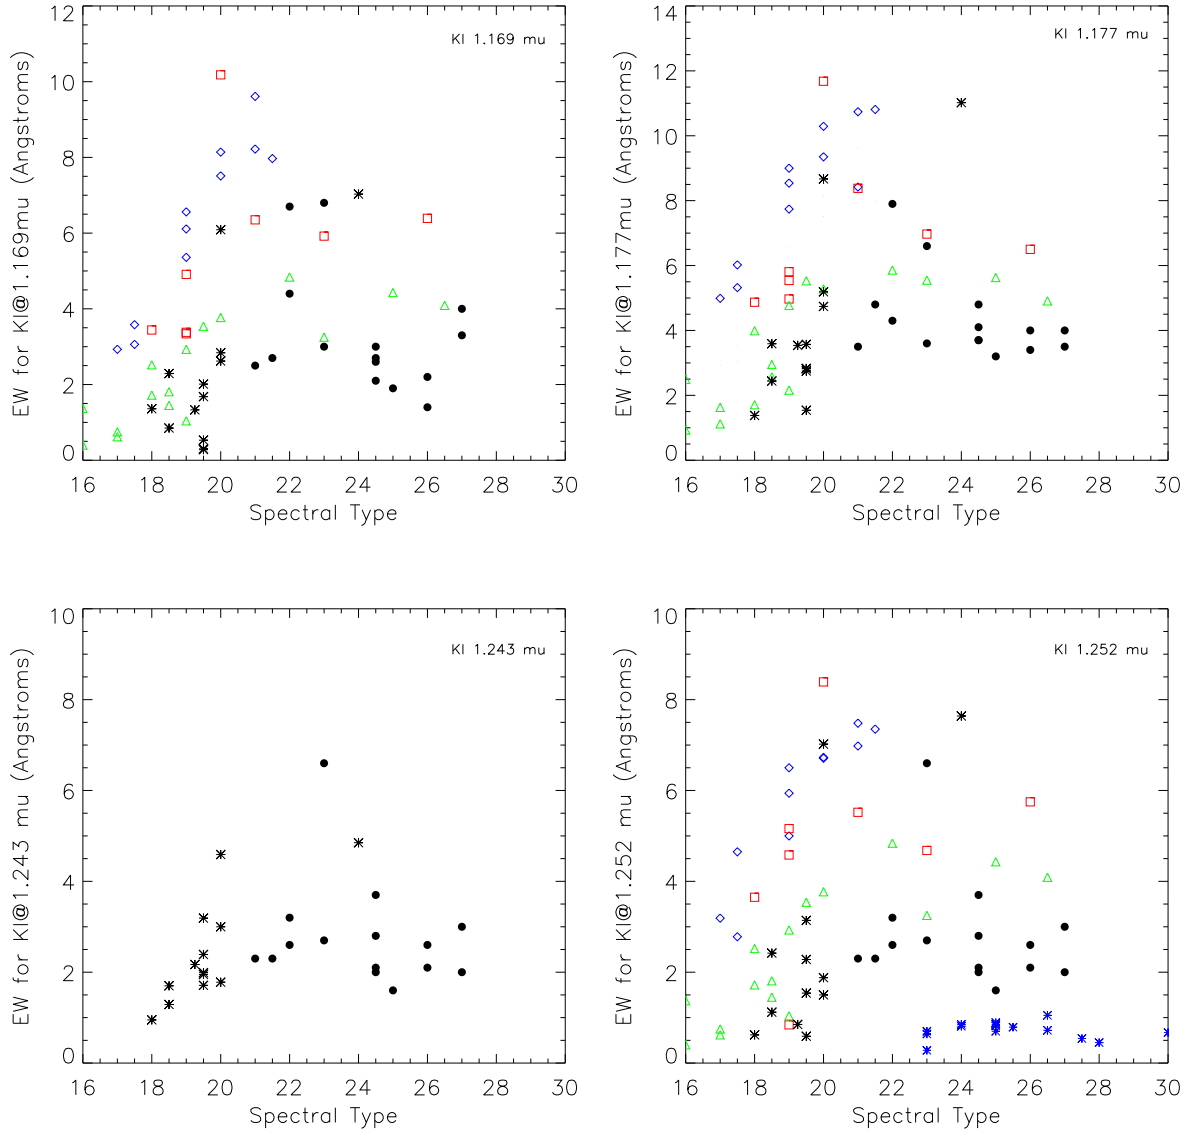 12
10
8
6
4
2
0
EW for KI@1.169mu (Angstroms)
KI 1.169 mu
16 18 20 22 24 26 28 30
Spectral Type
14
12
10
8
6
4
2
0
EW for KI@1.177mu (Angstroms)
KI 1.177 mu
16 18 20 22 24 26 28 30
Spectral Type
10
8
6
4
2
0
EW for KI@1.243 mu (Angstroms)
KI 1.243 mu
16 18 20 22 24 26 28 30
Spectral Type
10
8
6
4
2
0
EW for KI@1.252 mu (Angstroms)
KI 1.252 mu
16 18 20 22 24 26 28 30
Spectral Type